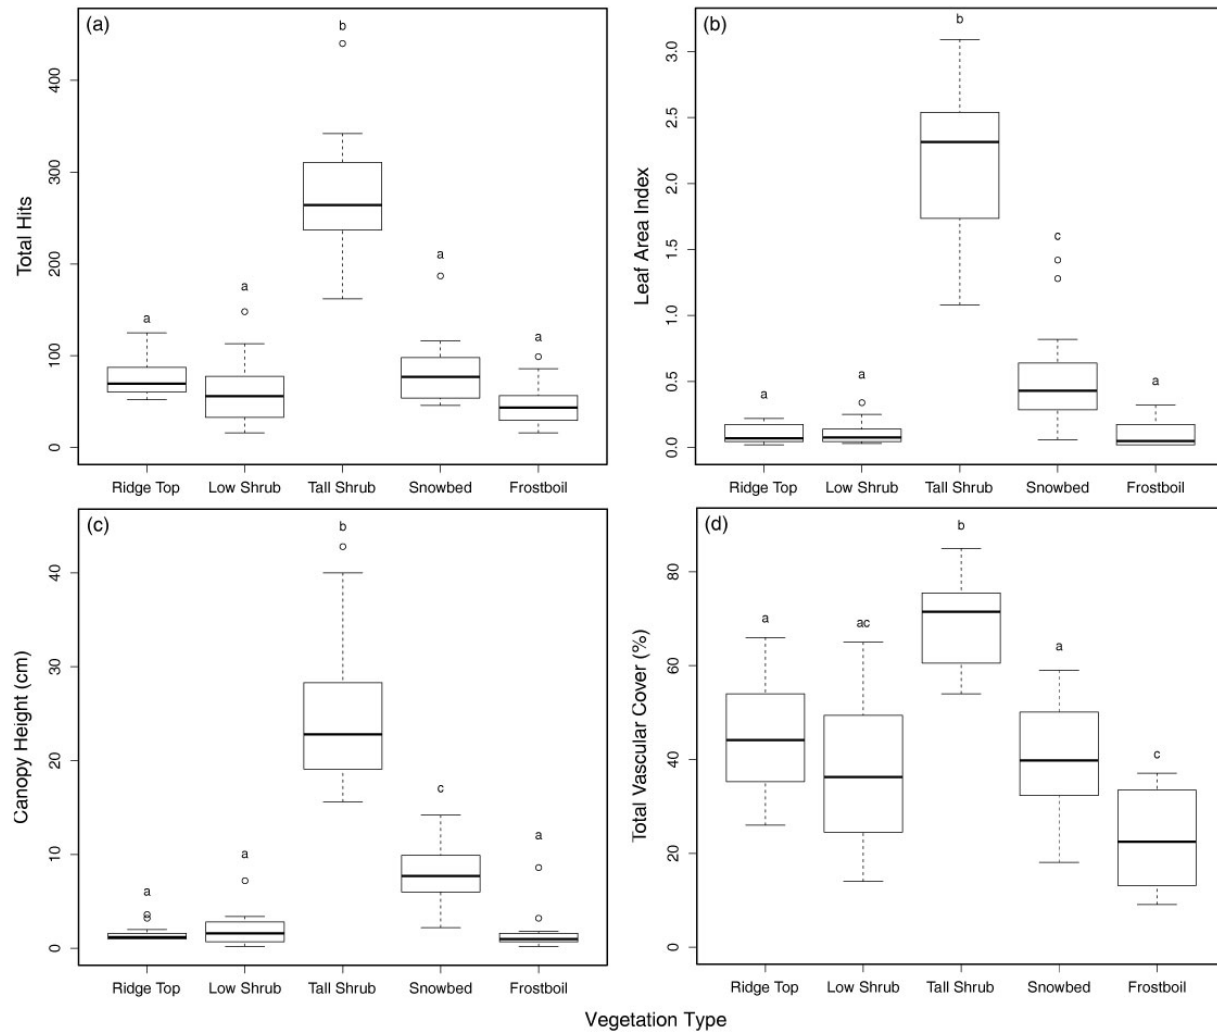 (a)
b
a
a
a
a
Total Hits
400
300
200
100
0
Ridge Top Low Shrub Tall Shrub Snowbed Frostboil
(b)
b
c
a
a
a
Leaf Area Index
3.0
2.5
2.0
1.5
1.0
0.5
0.0
Ridge Top Low Shrub Tall Shrub Snowbed Frostboil
(c)
b
c
a
a
a
Canopy Height (cm)
40
30
20
10
0
Ridge Top Low Shrub Tall Shrub Snowbed Frostboil
(d)
b
a
ac
a
c
Total Vascular Cover (%)
80
60
40
20
0
Ridge Top Low Shrub Tall Shrub Snowbed Frostboil
Vegetation Type